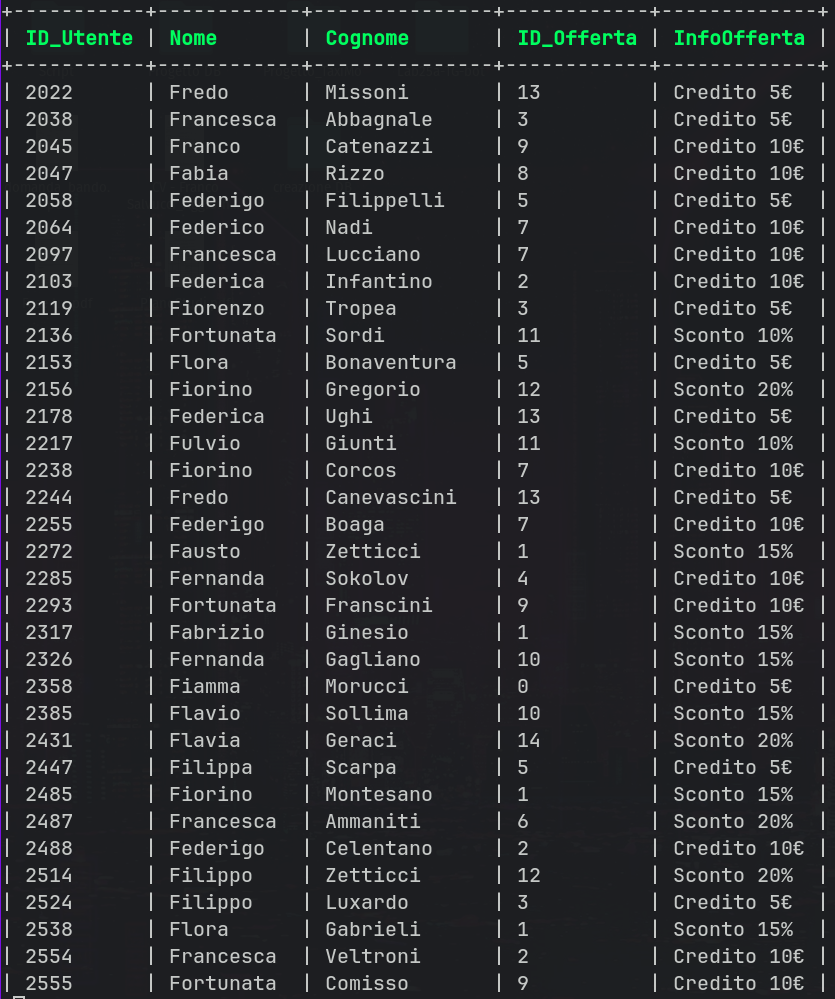 +-----------+------------+---------------+------------+-------------+
| ID_Utente | Nome       | Cognome       | ID_Offerta | InfoOfferta |
+-----------+------------+---------------+------------+-------------+
| 2022      | Fredo      | Missoni       | 13         | Credito 5€  |
| 2038      | Francesca  | Abbagnale     | 3          | Credito 5€  |
| 2045      | Franco     | Catenazzi     | 9          | Credito 10€ |
| 2047      | Fabia      | Rizzo         | 8          | Credito 10€ |
| 2058      | Federigo   | Filippelli    | 5          | Credito 5€  |
| 2064      | Federico   | Nadi          | 7          | Credito 10€ |
| 2097      | Francesca  | Lucciano      | 7          | Credito 10€ |
| 2103      | Federica   | Infantino     | 2          | Credito 10€ |
| 2119      | Fiorenzo   | Tropea        | 3          | Credito 5€  |
| 2136      | Fortunata  | Sordi         | 11         | Sconto 10%  |
| 2153      | Flora      | Bonaventura   | 5          | Credito 5€  |
| 2156      | Fiorino    | Gregorio      | 12         | Sconto 20%  |
| 2178      | Federica   | Ughi          | 13         | Credito 5€  |
| 2217      | Fulvio     | Giunti        | 11         | Sconto 10%  |
| 2238      | Fiorino    | Corcos        | 7          | Credito 10€ |
| 2244      | Fredo      | Canevascini   | 13         | Credito 5€  |
| 2255      | Federigo   | Boaga         | 7          | Credito 10€ |
| 2272      | Fausto     | Zetticci      | 1          | Sconto 15%  |
| 2285      | Fernanda   | Sokolov       | 4          | Credito 10€ |
| 2293      | Fortunata  | Franscini     | 9          | Credito 10€ |
| 2317      | Fabrizio   | Ginesio       | 1          | Sconto 15%  |
| 2326      | Fernanda   | Gagliano      | 10         | Sconto 15%  |
| 2358      | Fiamma     | Morucci       | 0          | Credito 5€  |
| 2385      | Flavio     | Sollima       | 10         | Sconto 15%  |
| 2431      | Flavia     | Geraci        | 14         | Sconto 20%  |
| 2447      | Filippa    | Scarpa        | 5          | Credito 5€  |
| 2485      | Fiorino    | Montesano     | 1          | Sconto 15%  |
| 2487      | Francesca  | Ammaniti      | 6          | Sconto 20%  |
| 2488      | Federigo   | Celentano     | 2          | Credito 10€ |
| 2514      | Filippo    | Zetticci      | 12         | Sconto 20%  |
| 2524      | Filippo    | Luxardo       | 3          | Credito 5€  |
| 2538      | Flora      | Gabrieli      | 1          | Sconto 15%  |
| 2554      | Francesca  | Veltroni      | 2          | Credito 10€ |
| 2555      | Fortunata  | Comisso       | 9          | Credito 10€ |